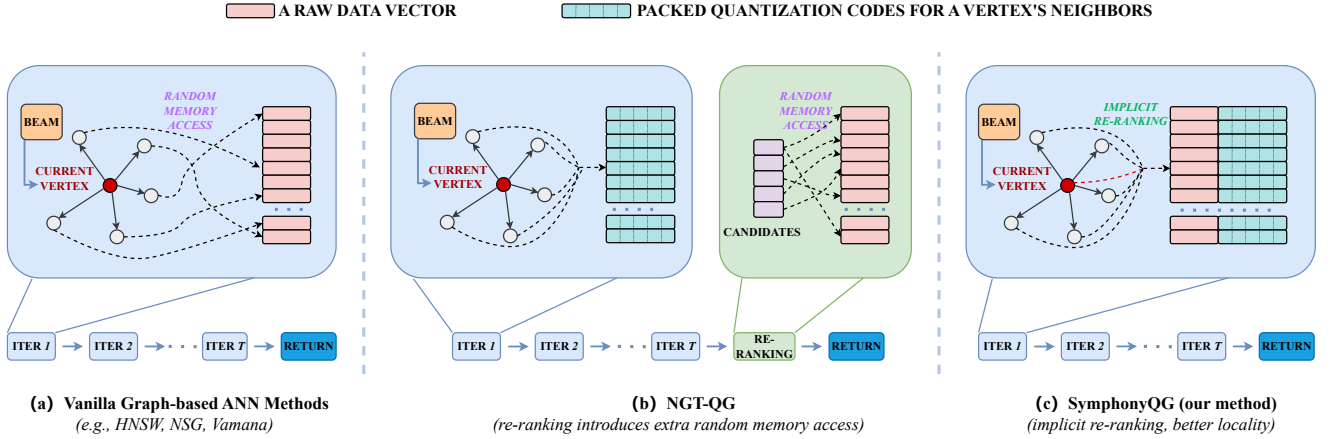 A RAW DATA VECTOR
PACKED QUANTIZATION CODES FOR A VERTEX'S NEIGHBORS
BEAM
RANDOM
MEMORY
ACCESS
CURRENT
VERTEX
ITER 1
ITER 2
ITER T
RETURN
(a) Vanilla Graph-based ANN Methods
(e.g., HNSW, NSG, Vamana)
BEAM
CURRENT
VERTEX
RANDOM
MEMORY
ACCESS
CANDIDATES
ITER 1
ITER 2
ITER T
RE-
RANKING
RETURN
(b) NGT-QG
(re-ranking introduces extra random memory access)
BEAM
IMPLICIT
RE-RANKING
CURRENT
VERTEX
ITER 1
ITER 2
ITER T
RETURN
(c) SymphonyQG (our method)
(implicit re-ranking, better locality)